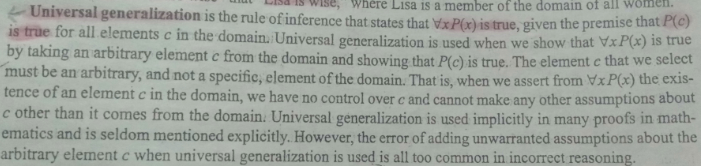 Lisa is wise, where Lisa is a member of the domain of all women.
Universal generalization is the rule of inference that states that ∀xP(x) is true, given the premise that P(c)
is true for all elements c in the domain. Universal generalization is used when we show that ∀xP(x) is true
by taking an arbitrary element c from the domain and showing that P(c) is true. The element c that we select
must be an arbitrary, and not a specific, element of the domain. That is, when we assert from ∀xP(x) the exis-
tence of an element c in the domain, we have no control over c and cannot make any other assumptions about
c other than it comes from the domain. Universal generalization is used implicitly in many proofs in math-
ematics and is seldom mentioned explicitly. However, the error of adding unwarranted assumptions about the
arbitrary element c when universal generalization is used is all too common in incorrect reasoning.